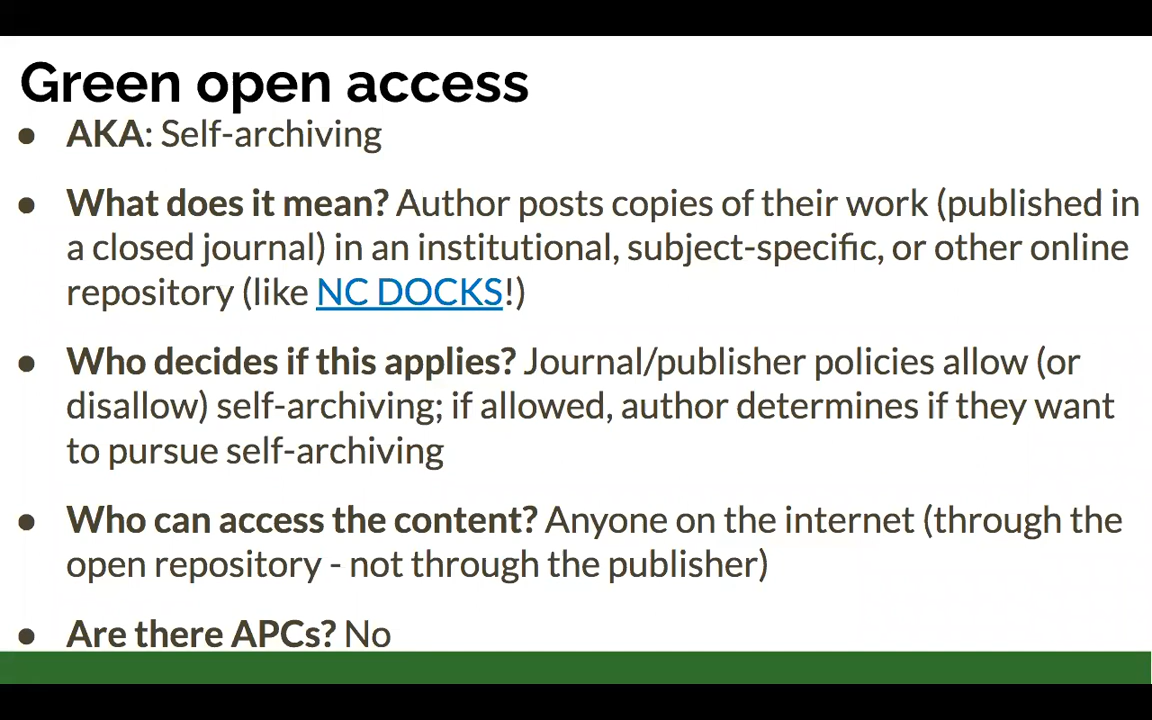 Green open access
● AKA: Self-archiving
● What does it mean? Author posts copies of their work (published in
a closed journal) in an institutional, subject-specific, or other online
repository (like NC DOCKS!)
● Who decides if this applies? Journal/publisher policies allow (or
disallow) self-archiving; if allowed, author determines if they want
to pursue self-archiving
● Who can access the content? Anyone on the internet (through the
open repository - not through the publisher)
● Are there APCs? No